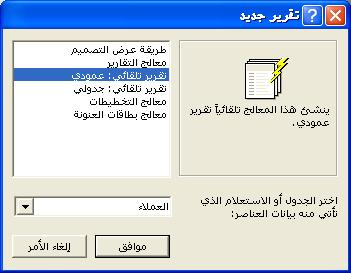 تقرير جديد
طريقة عرض التصميم
معالج التقارير
تقرير تلقائي: عمودي
تقرير تلقائي: جدولي
معالج التخطيطات
معالج بطاقات العنونة
ينشئ هذا المعالج تلقائياً تقرير
عمودي.
اختر الجدول أو الاستعلام الذي
تأتي منه بيانات العناصر:
العملاء
موافق
إلغاء الأمر